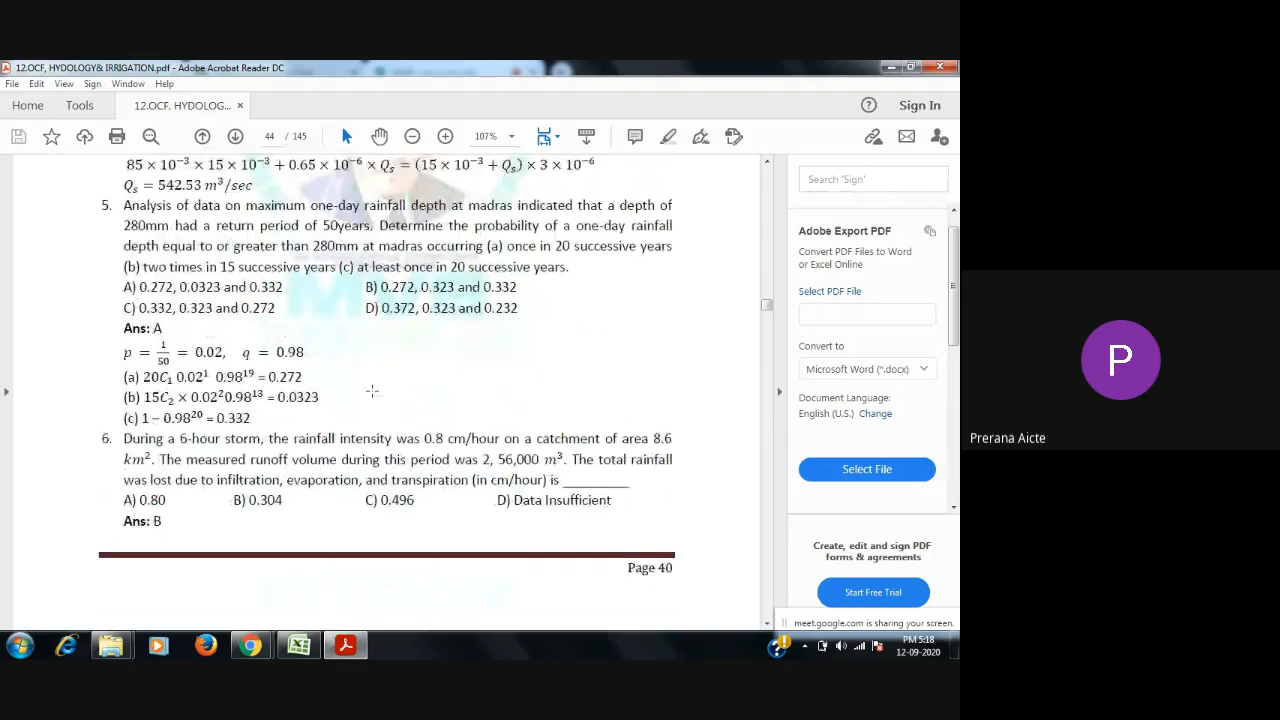 12.OCF, HYDOLOGY& IRRIGATION.pdf - Adobe Acrobat Reader DC
File Edit View Sign Window Help
Home Tools 12.OCF, HYDOLOG... × Sign In
44 / 145 107%
85 × 10⁻³ × 15 × 10⁻³ + 0.65 × 10⁻⁶ × Qₛ = (15 × 10⁻³ + Qₛ) × 3 × 10⁻⁶
Qₛ = 542.53 m³/sec
5. Analysis of data on maximum one-day rainfall depth at madras indicated that a depth of
280mm had a return period of 50years. Determine the probability of a one-day rainfall
depth equal to or greater than 280mm at madras occurring (a) once in 20 successive years
(b) two times in 15 successive years (c) at least once in 20 successive years.
A) 0.272, 0.0323 and 0.332 B) 0.272, 0.323 and 0.332
C) 0.332, 0.323 and 0.272 D) 0.372, 0.323 and 0.232
Ans: A
p = 1/50 = 0.02, q = 0.98
(a) 20C₁ 0.02¹ 0.98¹⁹ = 0.272
(b) 15C₂ × 0.02²0.98¹³ = 0.0323
(c) 1 − 0.98²⁰ = 0.332
6. During a 6-hour storm, the rainfall intensity was 0.8 cm/hour on a catchment of area 8.6
km². The measured runoff volume during this period was 2, 56,000 m³. The total rainfall
was lost due to infiltration, evaporation, and transpiration (in cm/hour) is ________
A) 0.80 B) 0.304 C) 0.496 D) Data Insufficient
Ans: B
Page 40
Search 'Sign'
Adobe Export PDF
Convert PDF Files to Word
or Excel Online
Select PDF File
Convert to
Microsoft Word (*.docx)
Document Language:
English (U.S.) Change
Select File
Create, edit and sign PDF
forms & agreements
Start Free Trial
meet.google.com is sharing your screen.
PM 5:18
12-09-2020
P
Prerana Aicte